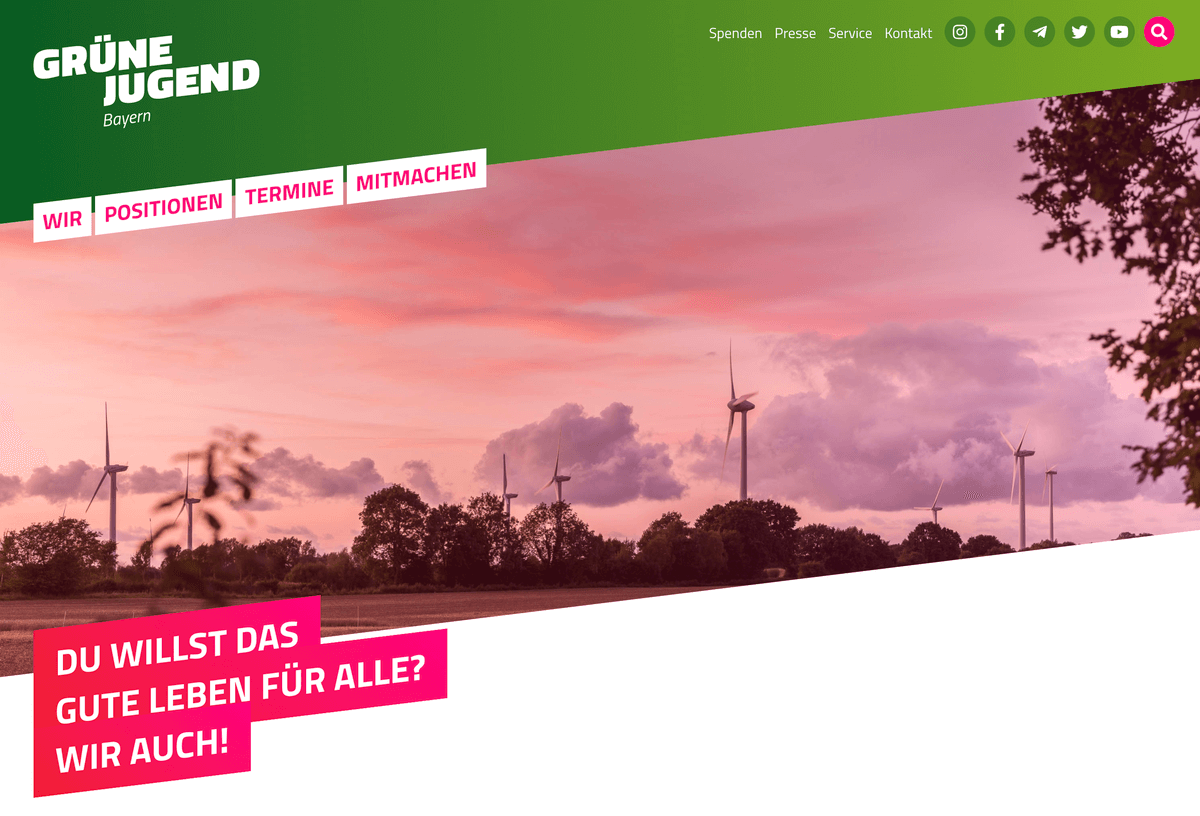 GRÜNE
JUGEND
Bayern
Spenden Presse Service Kontakt
WIR POSITIONEN TERMINE MITMACHEN
DU WILLST DAS
GUTE LEBEN FÜR ALLE?
WIR AUCH!